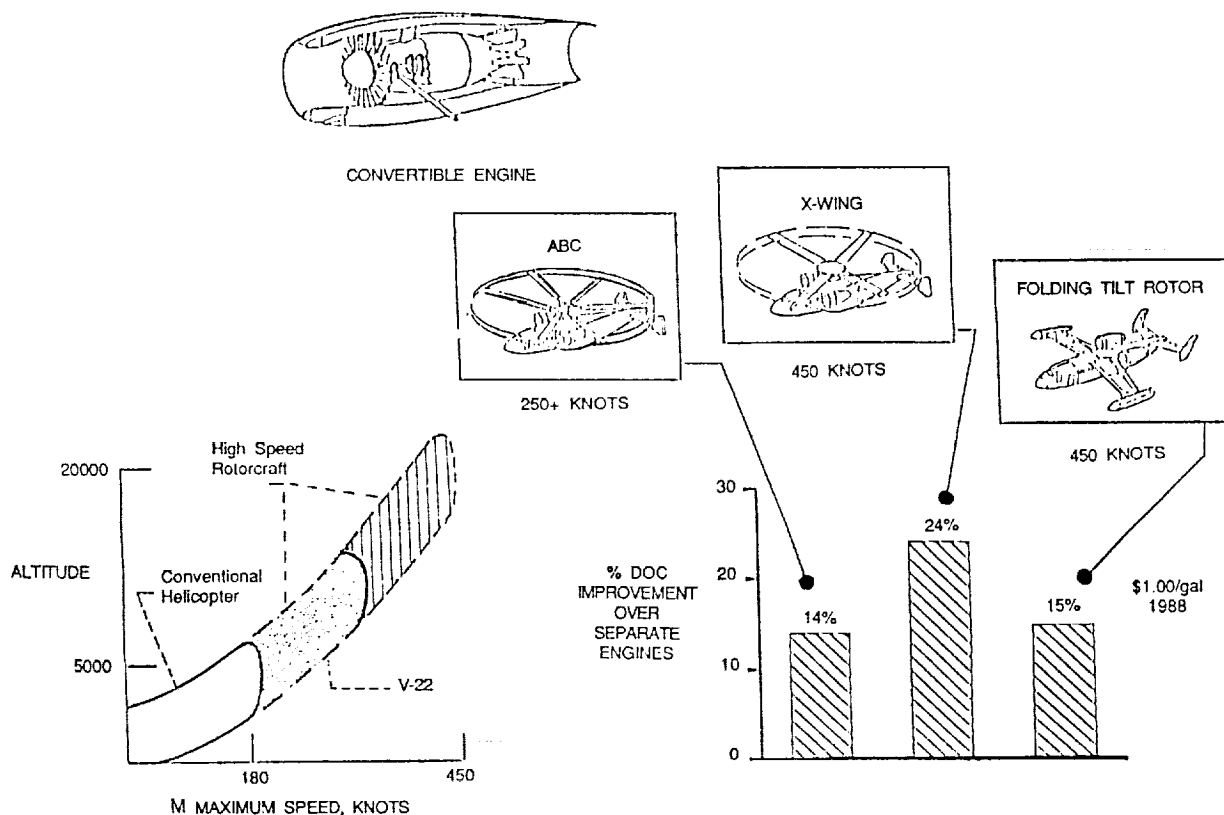 CONVERTIBLE ENGINE
ABC
250+ KNOTS
X-WING
450 KNOTS
FOLDING TILT ROTOR
450 KNOTS
High Speed
Rotorcraft
20000
ALTITUDE
Conventional
Helicopter
5000
V-22
180
450
M MAXIMUM SPEED, KNOTS
% DOC
IMPROVEMENT
OVER
SEPARATE
ENGINES
30
20
10
0
14%
24%
15%
$1.00/gal
1988